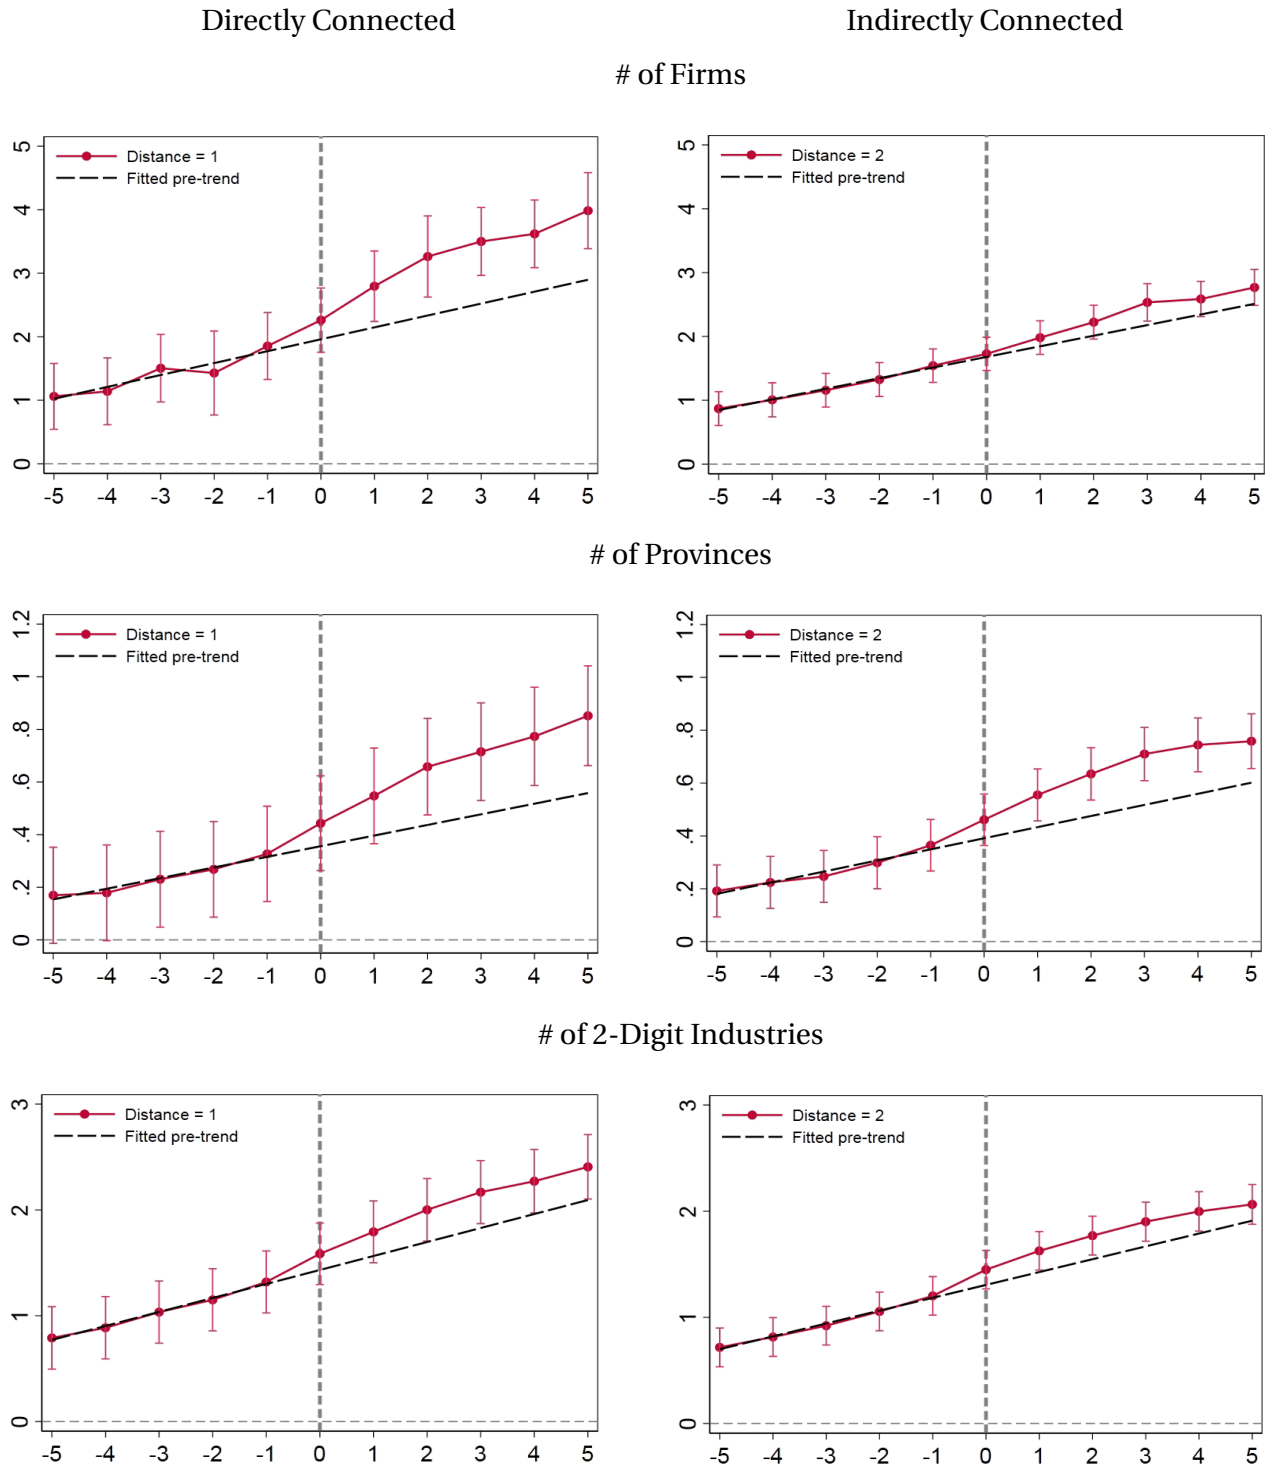 Directly Connected
Indirectly Connected
# of Firms
Distance = 1
Fitted pre-trend
5
4
3
2
1
0
-5 -4 -3 -2 -1 0 1 2 3 4 5
Distance = 2
Fitted pre-trend
5
4
3
2
1
0
-5 -4 -3 -2 -1 0 1 2 3 4 5
# of Provinces
Distance = 1
Fitted pre-trend
1.2
1
.8
.6
.4
.2
0
-5 -4 -3 -2 -1 0 1 2 3 4 5
Distance = 2
Fitted pre-trend
1.2
1
.8
.6
.4
.2
0
-5 -4 -3 -2 -1 0 1 2 3 4 5
# of 2-Digit Industries
Distance = 1
Fitted pre-trend
3
2
1
0
-5 -4 -3 -2 -1 0 1 2 3 4 5
Distance = 2
Fitted pre-trend
3
2
1
0
-5 -4 -3 -2 -1 0 1 2 3 4 5